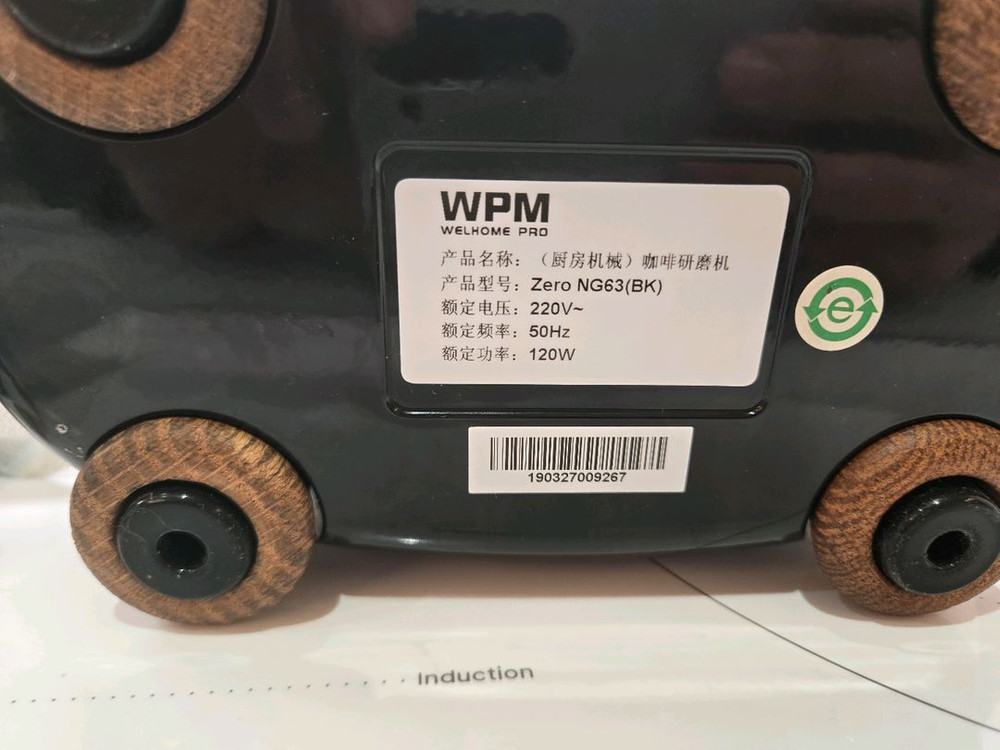 WPM
WELHOME PRO
产品名称：（厨房机械）咖啡研磨机
产品型号：Zero NG63(BK)
额定电压：220V~
额定频率：50Hz
额定功率：120W
e
190327009267
Induction